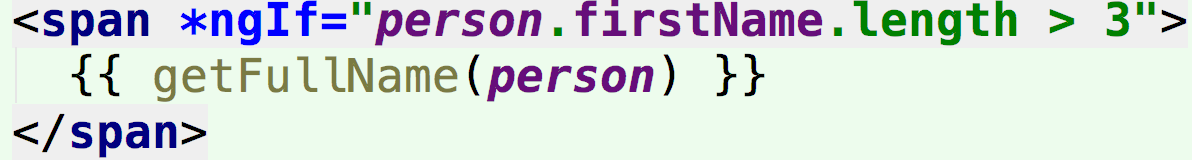 <span *ngIf="person.firstName.length > 3">
{{ getFullName(person) }}
</span>